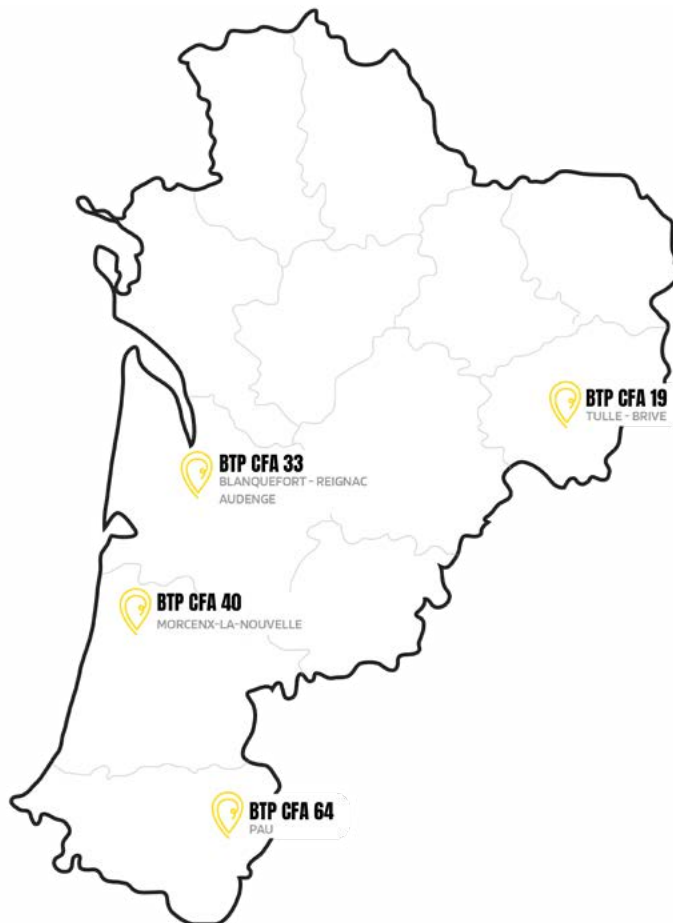 BTP CFA 19
TULLE - BRIVE
BTP CFA 33
BLANQUEFORT - REIGNAC
AUDENGE
BTP CFA 40
MORCENX-LA-NOUVELLE
BTP CFA 64
PAU